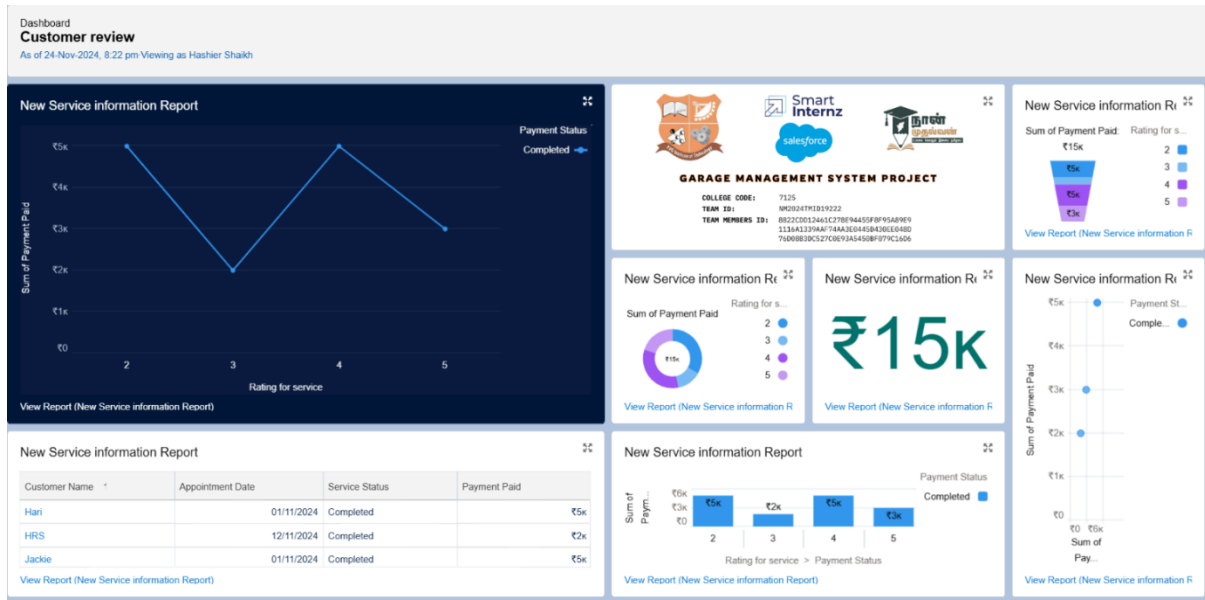 Dashboard
Customer review
As of 24-Nov-2024, 8:22 pm·Viewing as Hashier Shaikh
New Service information Report
Payment Status
Completed
Sum of Payment Paid
₹5K
₹4K
₹3K
₹2K
₹1K
₹0
2 3 4 5
Rating for service
View Report (New Service information Report)
Smart
Internz
salesforce
நான்
முதல்வன்
GARAGE MANAGEMENT SYSTEM PROJECT
COLLEGE CODE: 7125
TEAM ID: NM2024TMID19222
TEAM MEMBERS ID: 8822CDD12461C278E94455F8F95A89E9
1116A1339AAF74AA3E0445D430EE048D
76D08B3DC527C0E93A5450BF079C16D6
New Service information Re
Sum of Payment Paid: Rating for s...
₹15K
2
3
4
5
₹5K
₹5K
₹3K
View Report (New Service information R
New Service information Re
Sum of Payment Paid
Rating for s...
2
3
4
5
₹15K
View Report (New Service information R
New Service information Re
₹15K
View Report (New Service information R
New Service information Re
Payment St...
Comple...
Sum of Payment Paid
₹5K
₹4K
₹3K
₹2K
₹1K
₹0
₹0 ₹6K
Sum of
Pay...
View Report (New Service information R
New Service information Report
Customer Name ↑ Appointment Date Service Status Payment Paid
Hari 01/11/2024 Completed ₹5K
HRS 12/11/2024 Completed ₹2K
Jackie 01/11/2024 Completed ₹5K
View Report (New Service information Report)
New Service information Report
Payment Status
Completed
Sum of
Paym...
₹6K
₹3K
₹0
₹5K ₹2K ₹5K ₹3K
2 3 4 5
Rating for service > Payment Status
View Report (New Service information Report)